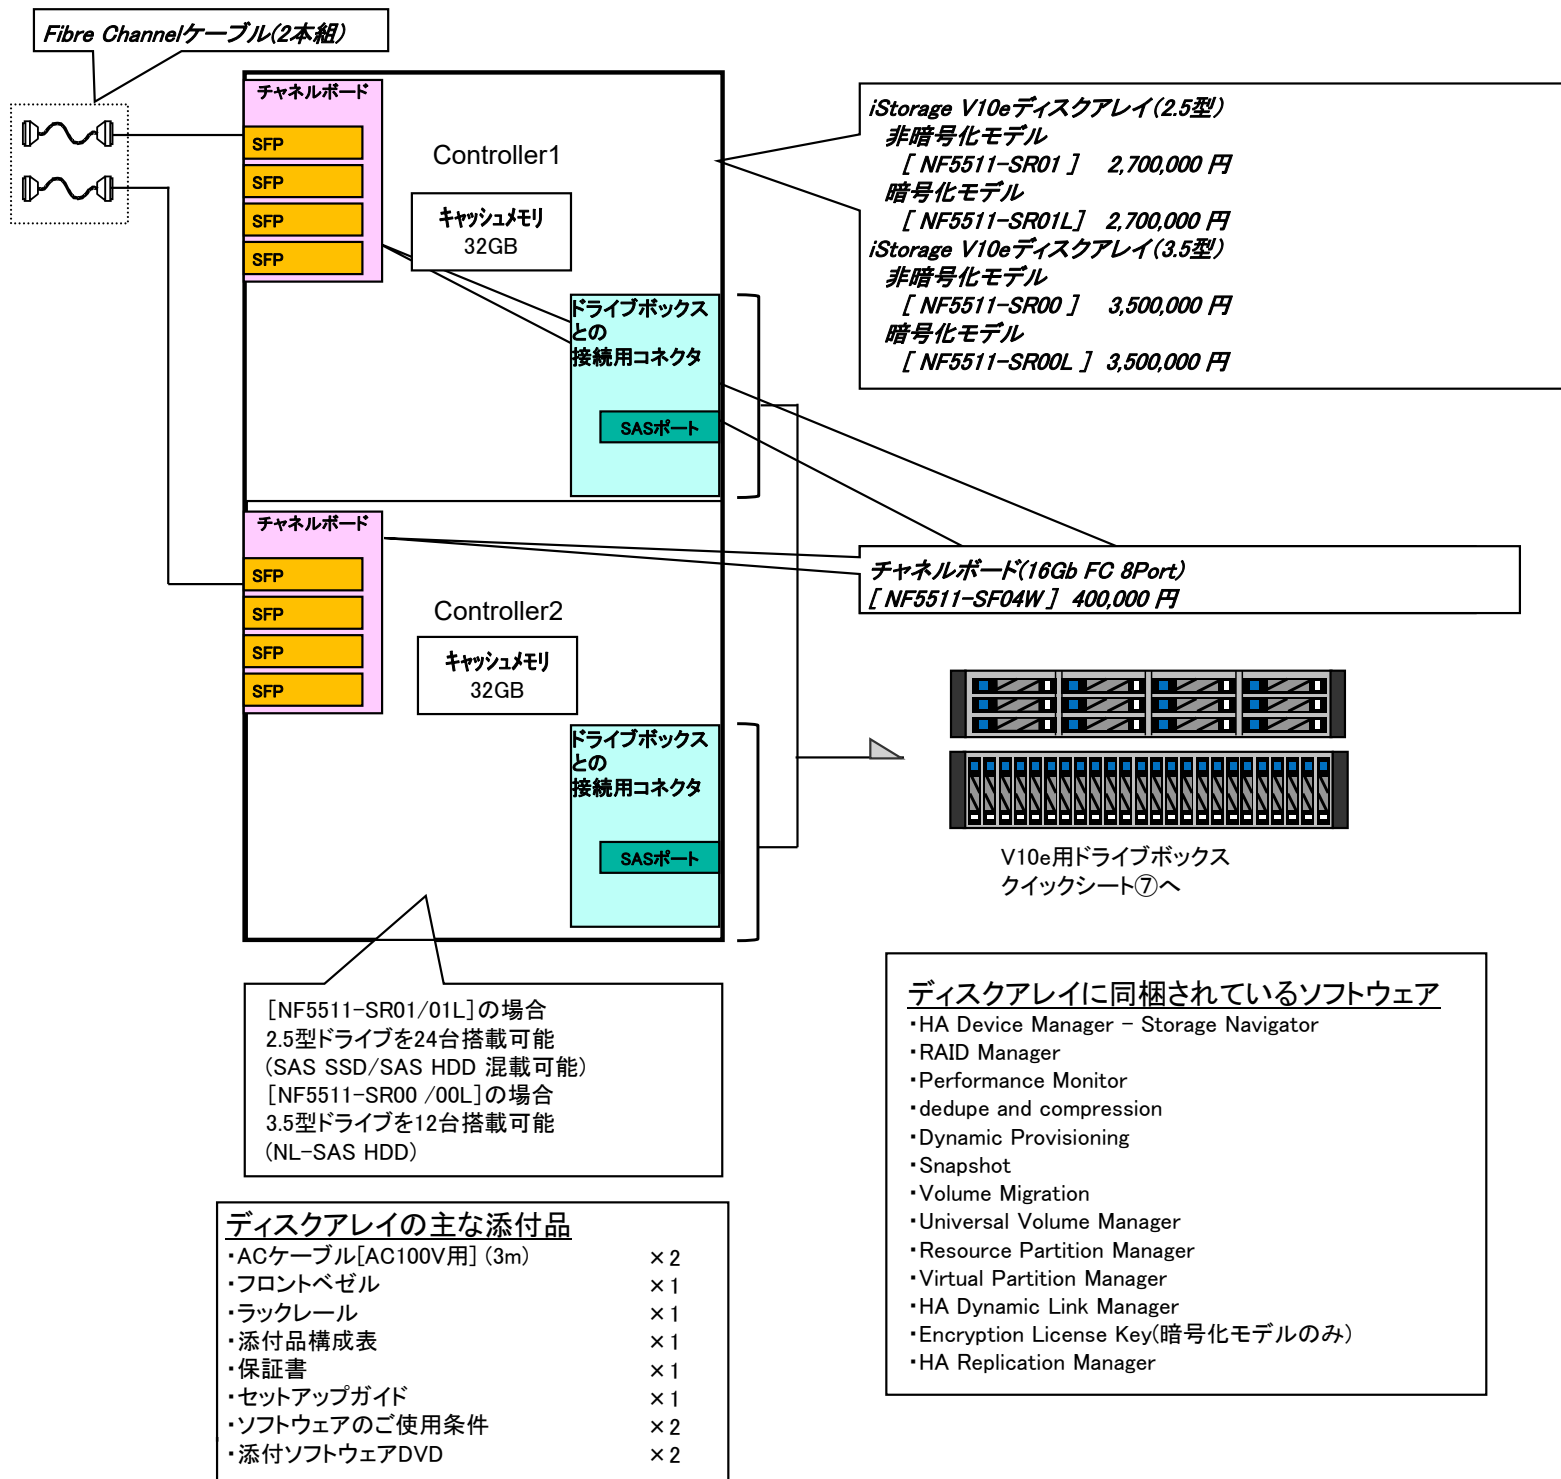 Fibre Channelケーブル(2本組)
チャネルボード
SFP
SFP
SFP
SFP
Controller1
キャッシュメモリ
32GB
ドライブボックス
との
接続用コネクタ
SASポート
iStorage V10eディスクアレイ(2.5型)
非暗号化モデル
[ NF5511-SR01 ] 2,700,000 円
暗号化モデル
[ NF5511-SR01L] 2,700,000 円
iStorage V10eディスクアレイ(3.5型)
非暗号化モデル
[ NF5511-SR00 ] 3,500,000 円
暗号化モデル
[ NF5511-SR00L ] 3,500,000 円
チャネルボード
SFP
SFP
SFP
SFP
Controller2
キャッシュメモリ
32GB
ドライブボックス
との
接続用コネクタ
SASポート
チャネルボード(16Gb FC 8Port)
[ NF5511-SF04W ] 400,000 円
V10e用ドライブボックス
クイックシート⑦へ
[NF5511-SR01/01L]の場合
2.5型ドライブを24台搭載可能
(SAS SSD/SAS HDD 混載可能)
[NF5511-SR00 /00L]の場合
3.5型ドライブを12台搭載可能
(NL-SAS HDD)
ディスクアレイの主な添付品
・ACケーブル[AC100V用] (3m) ×2
・フロントベゼル ×1
・ラックレール ×1
・添付品構成表 ×1
・保証書 ×1
・セットアップガイド ×1
・ソフトウェアのご使用条件 ×2
・添付ソフトウェアDVD ×2
ディスクアレイに同梱されているソフトウェア
・HA Device Manager - Storage Navigator
・RAID Manager
・Performance Monitor
・dedupe and compression
・Dynamic Provisioning
・Snapshot
・Volume Migration
・Universal Volume Manager
・Resource Partition Manager
・Virtual Partition Manager
・HA Dynamic Link Manager
・Encryption License Key(暗号化モデルのみ)
・HA Replication Manager